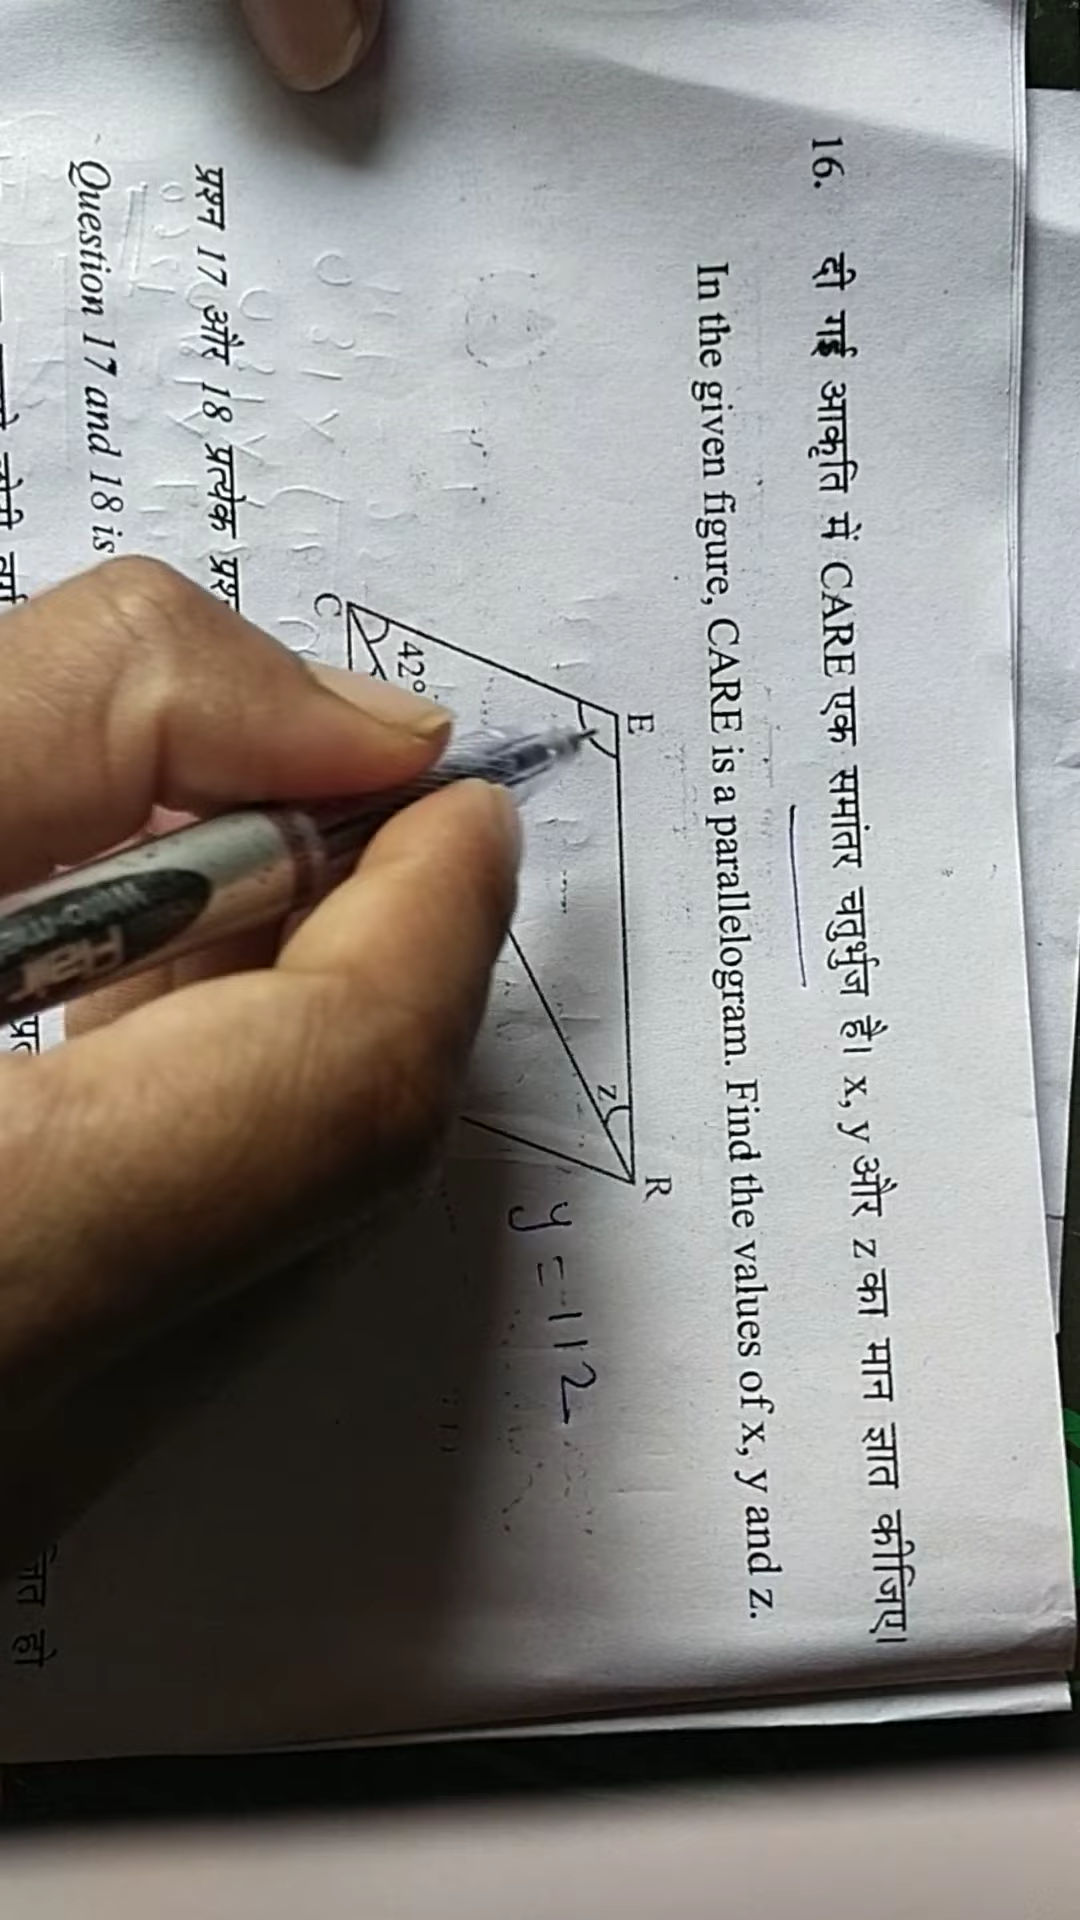 16. दी गई आकृति में CARE एक समांतर चतुर्भुज है। x, y और z का मान ज्ञात कीजिए।
In the given figure, CARE is a parallelogram. Find the values of x, y and z.
E
R
z
42°
C
y = 112
प्रश्न 17 और 18 प्रत्येक
Question 17 and 18 is